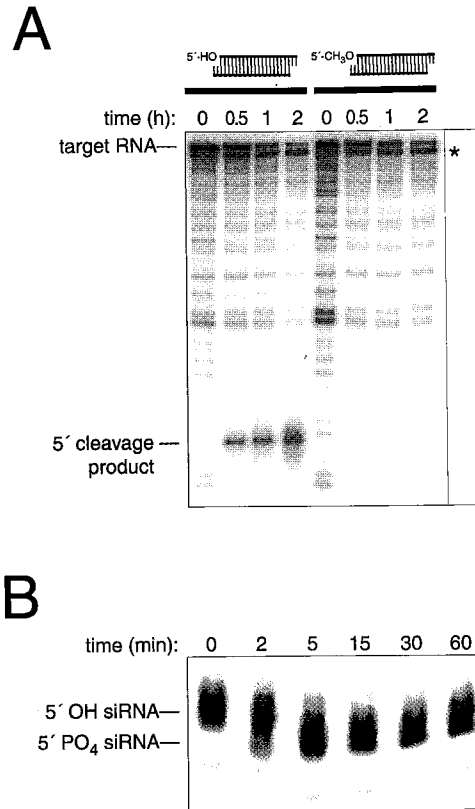 A
5´-HO 5´-CH₃O
time (h): 0 0.5 1 2 0 0.5 1 2
target RNA
*
5´ cleavage
product
B
time (min): 0 2 5 15 30 60
5´ OH siRNA
5´ PO₄ siRNA